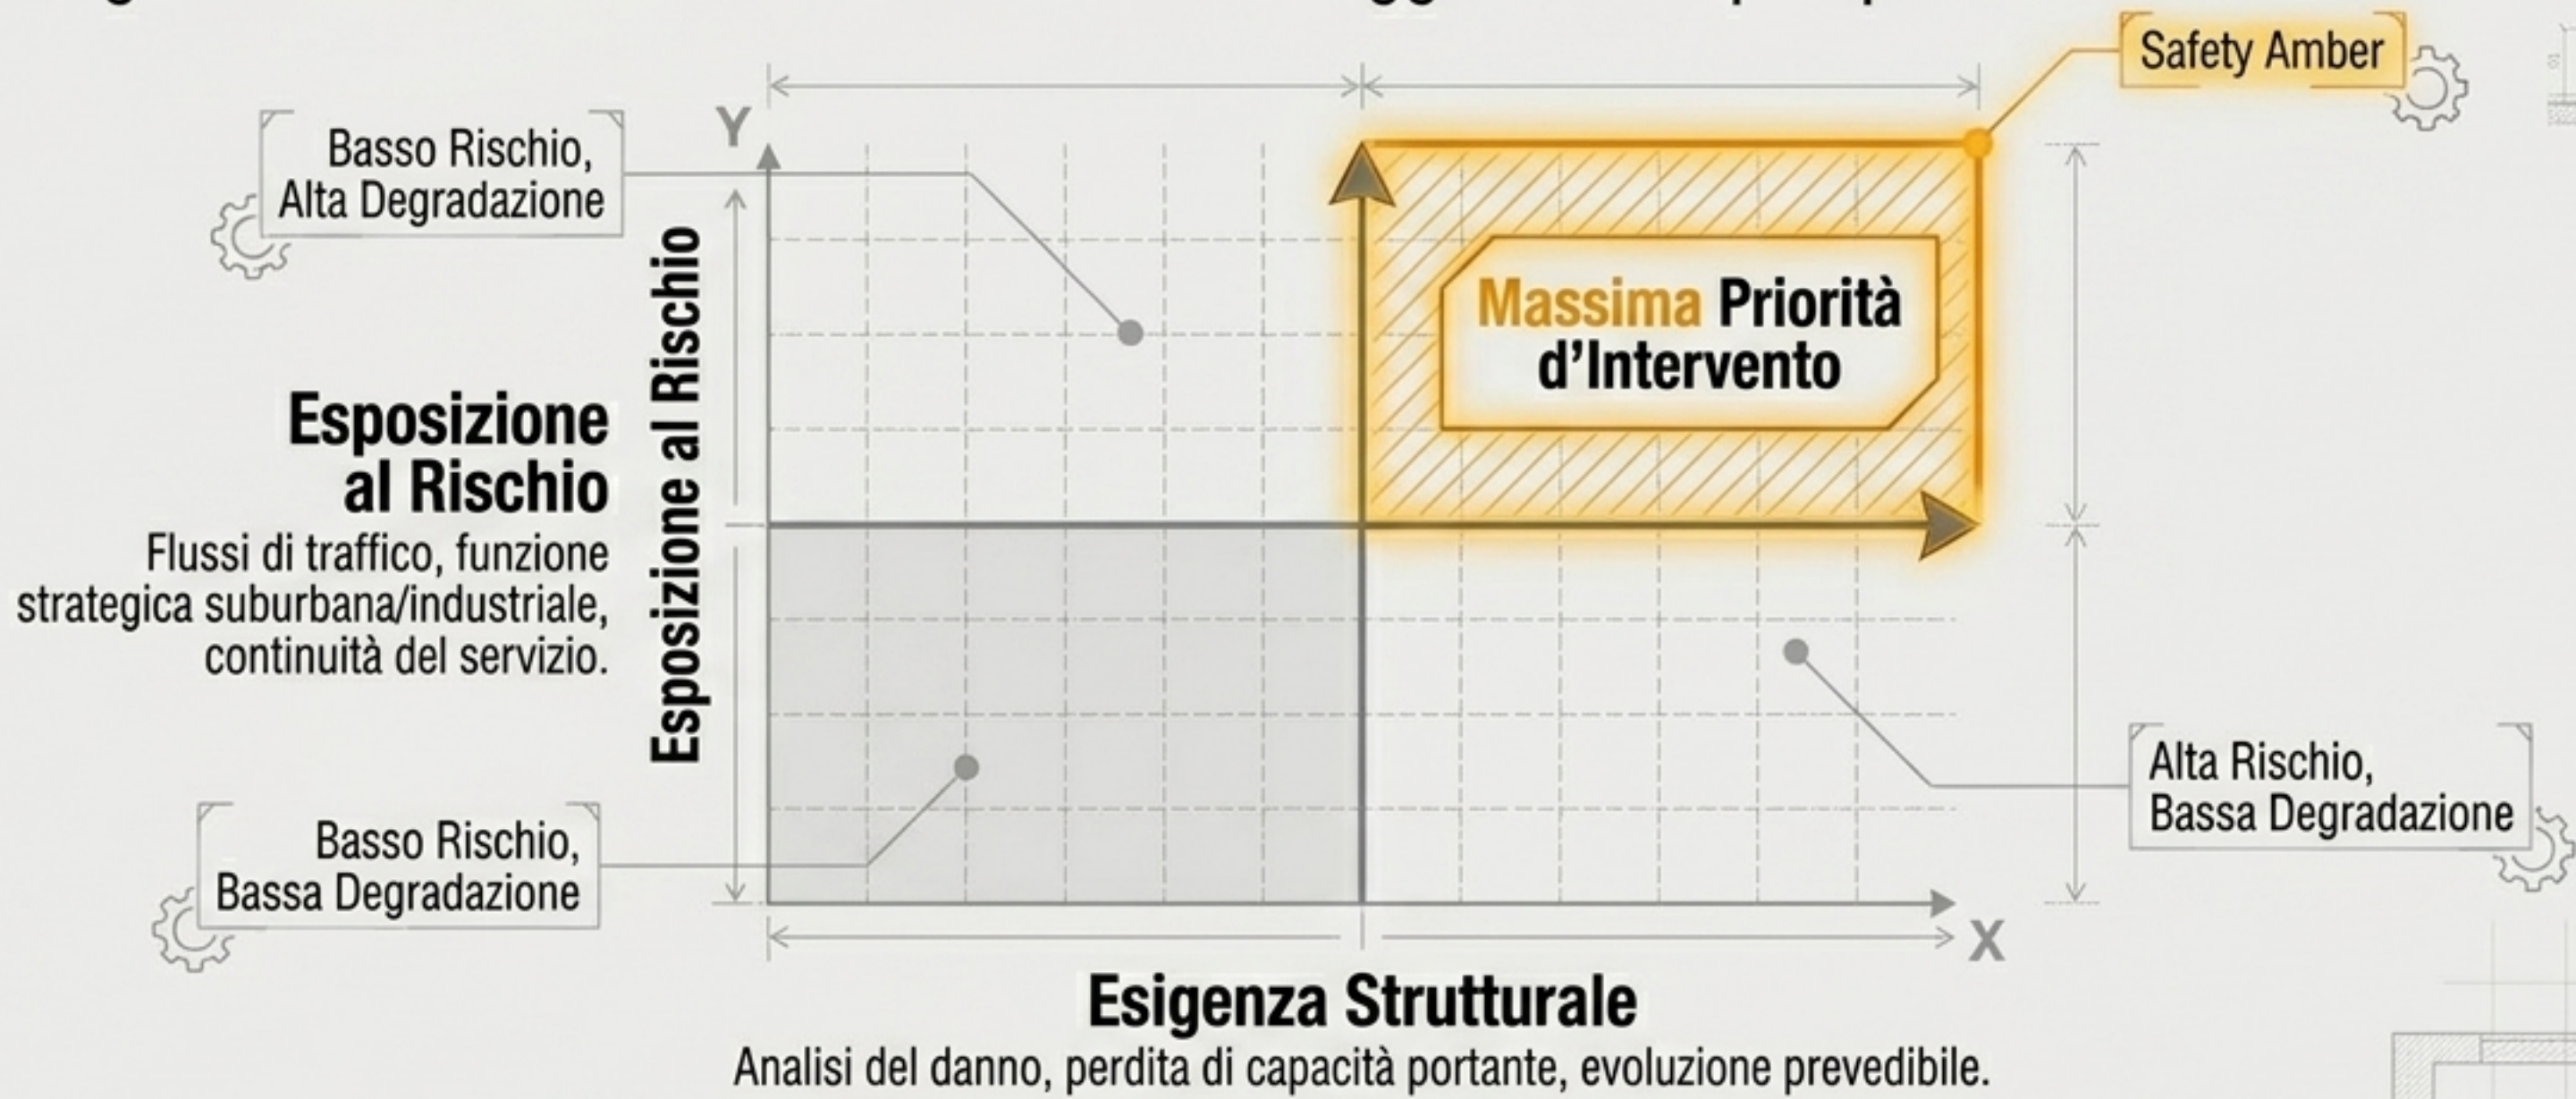 Safety Amber
Y
Basso Rischio,
Alta Degradazione
Massima Priorità
d'Intervento
Esposizione
al Rischio
Flussi di traffico, funzione
strategica suburbana/industriale,
continuità del servizio.
Esposizione al Rischio
Alta Rischio,
Bassa Degradazione
Basso Rischio,
Bassa Degradazione
X
Esigenza Strutturale
Analisi del danno, perdita di capacità portante, evoluzione prevedibile.